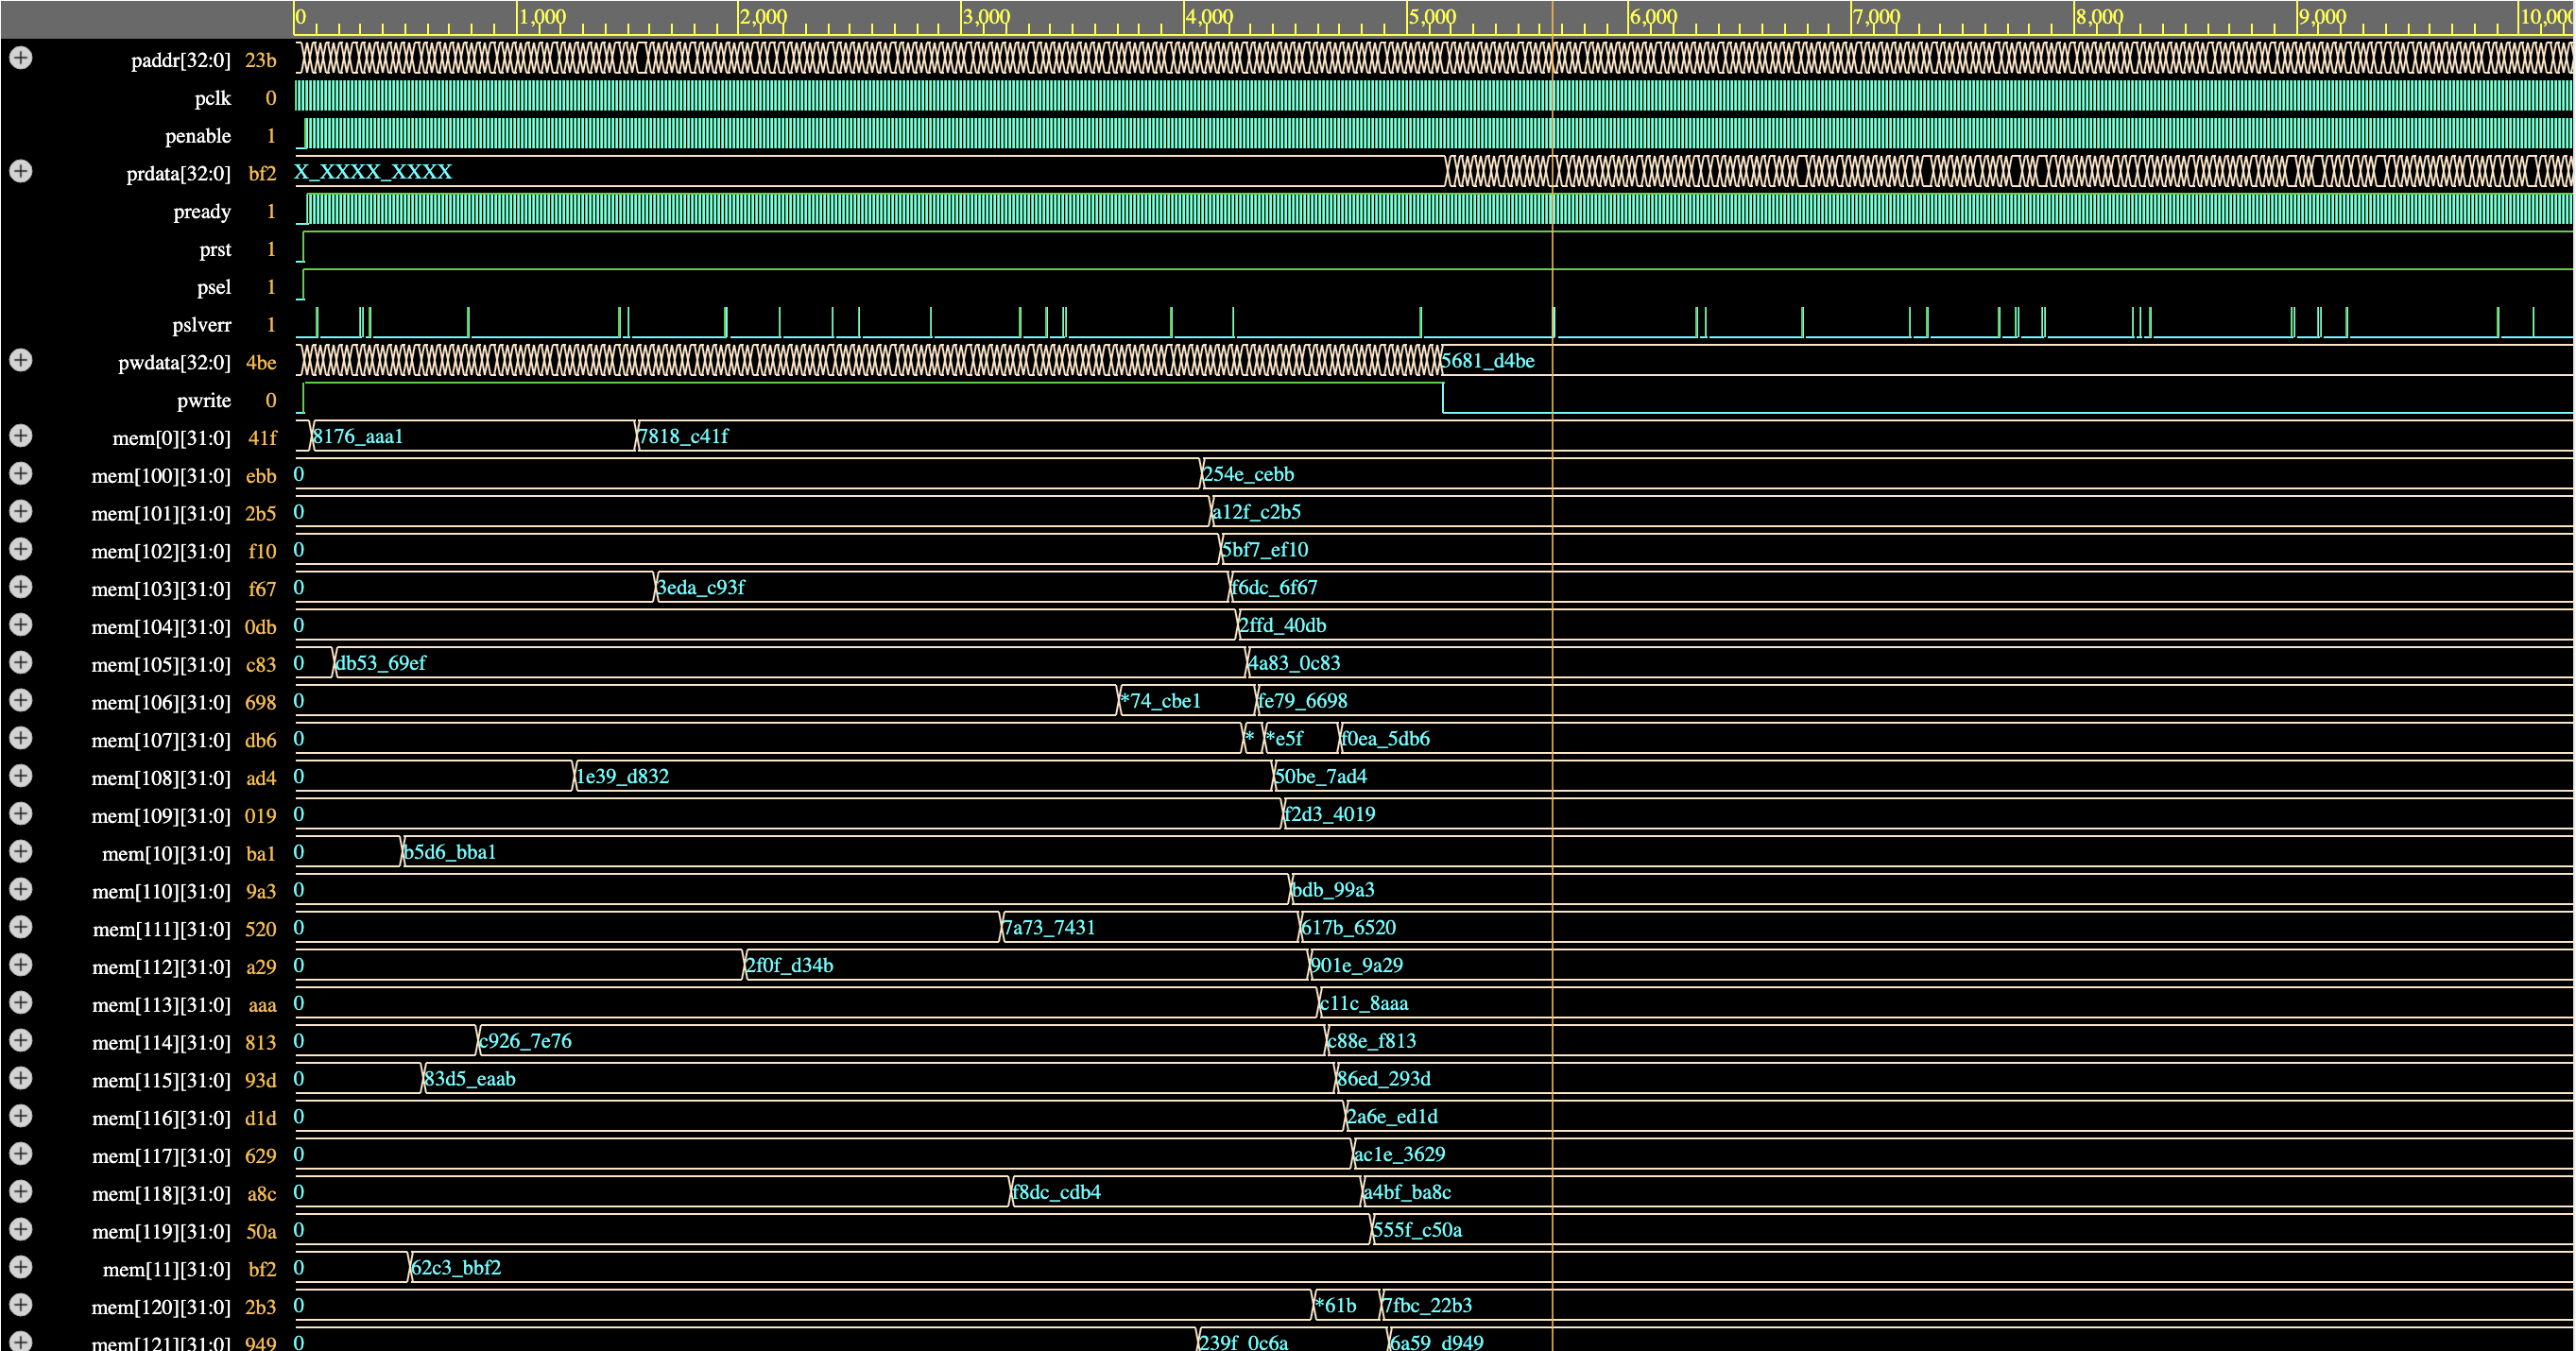 0 1,000 2,000 3,000 4,000 5,000 6,000 7,000 8,000 9,000 10,000
paddr[32:0] 23b
pclk 0
penable 1
prdata[32:0] bf2 X_XXXX_XXXX
pready 1
prst 1
psel 1
pslverr 1
pwdata[32:0] 4be 5681_d4be
pwrite 0
mem[0][31:0] 41f 8176_aaa1 7818_c41f
mem[100][31:0] ebb 0 254e_cebb
mem[101][31:0] 2b5 0 a12f_c2b5
mem[102][31:0] f10 0 5bf7_ef10
mem[103][31:0] f67 0 3eda_c93f f6dc_6f67
mem[104][31:0] 0db 0 2ffd_40db
mem[105][31:0] c83 0 db53_69ef 4a83_0c83
mem[106][31:0] 698 0 *74_cbe1 fe79_6698
mem[107][31:0] db6 0 * *e5f f0ea_5db6
mem[108][31:0] ad4 0 1e39_d832 50be_7ad4
mem[109][31:0] 019 0 f2d3_4019
mem[10][31:0] ba1 0 b5d6_bba1
mem[110][31:0] 9a3 0 bdb_99a3
mem[111][31:0] 520 0 7a73_7431 617b_6520
mem[112][31:0] a29 0 2f0f_d34b 901e_9a29
mem[113][31:0] aaa 0 c11c_8aaa
mem[114][31:0] 813 0 c926_7e76 c88e_f813
mem[115][31:0] 93d 0 83d5_eaab 86ed_293d
mem[116][31:0] d1d 0 2a6e_ed1d
mem[117][31:0] 629 0 ac1e_3629
mem[118][31:0] a8c 0 f8dc_cdb4 a4bf_ba8c
mem[119][31:0] 50a 0 555f_c50a
mem[11][31:0] bf2 0 62c3_bbf2
mem[120][31:0] 2b3 0 *61b 7fbc_22b3
mem[121][31:0] 949 0 239f_0c6a 6a59_d949